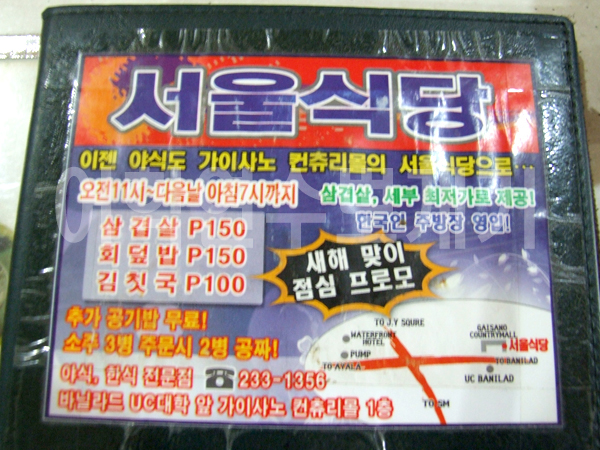 서울식당
이젠 야식도 가이사노 컨츄리몰의 서울식당으로...
오전11시~다음날 아침7시까지
삼겹살, 세부 최저가로 제공!
한국인 주방장 영입!
삼겹살 P150
회덮밥 P150
김칫국 P100
새해 맞이
점심 프로모
추가 공기밥 무료!
소주 3병 주문시 2병 공짜!
야식, 한식 전문점 ☎ 233-1356
바닐라드 UC대학 앞 가이사노 컨츄리몰 1층
TO J.Y SQURE
WATERFRONT
HOTEL
GAISANO
COUNTRYMALL
서울식당
PUMP
TO AYALA
TO BANILAD
UC BANILAD
TO SM